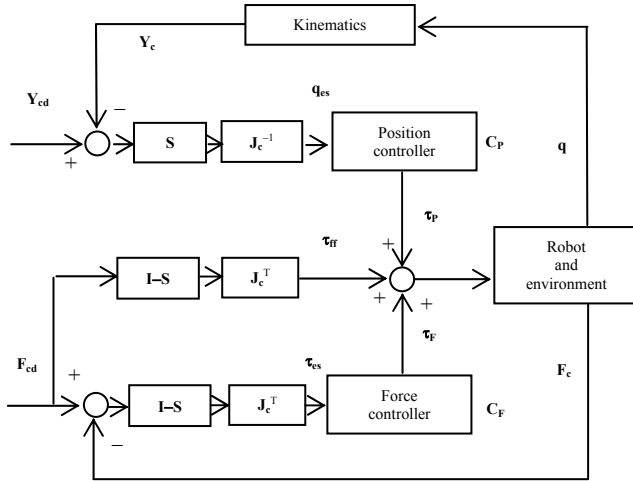 Kinematics
Y_c
Y_cd
−
q_es
+
S
J_c^−1
Position
controller
C_P
q
τ_P
+
τ_ff
Robot
and
environment
I–S
J_c^T
+
+
τ_F
F_cd
+
τ_es
F_c
I–S
J_c^T
Force
controller
C_F
−